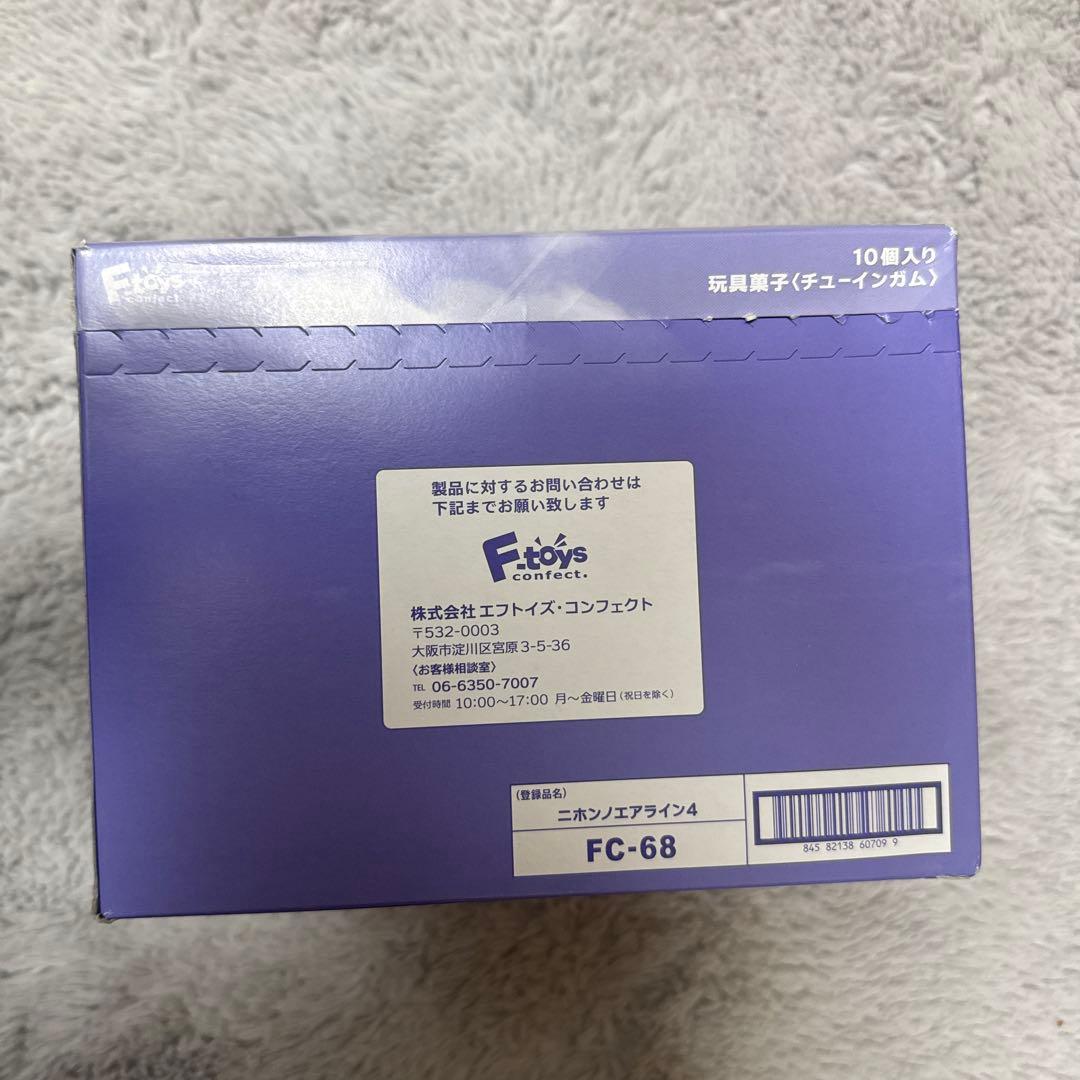 F-toys
confect.
10個入り
玩具菓子〈チューインガム〉
製品に対するお問い合わせは
下記までお願い致します
F-toys
confect.
株式会社 エフトイズ・コンフェクト
〒532-0003
大阪市淀川区宮原3-5-36
〈お客様相談室〉
TEL 06-6350-7007
受付時間 10:00〜17:00 月〜金曜日(祝日を除く)
(登録品名)
ニホンノエアライン4
FC-68
845 82138 60709 9